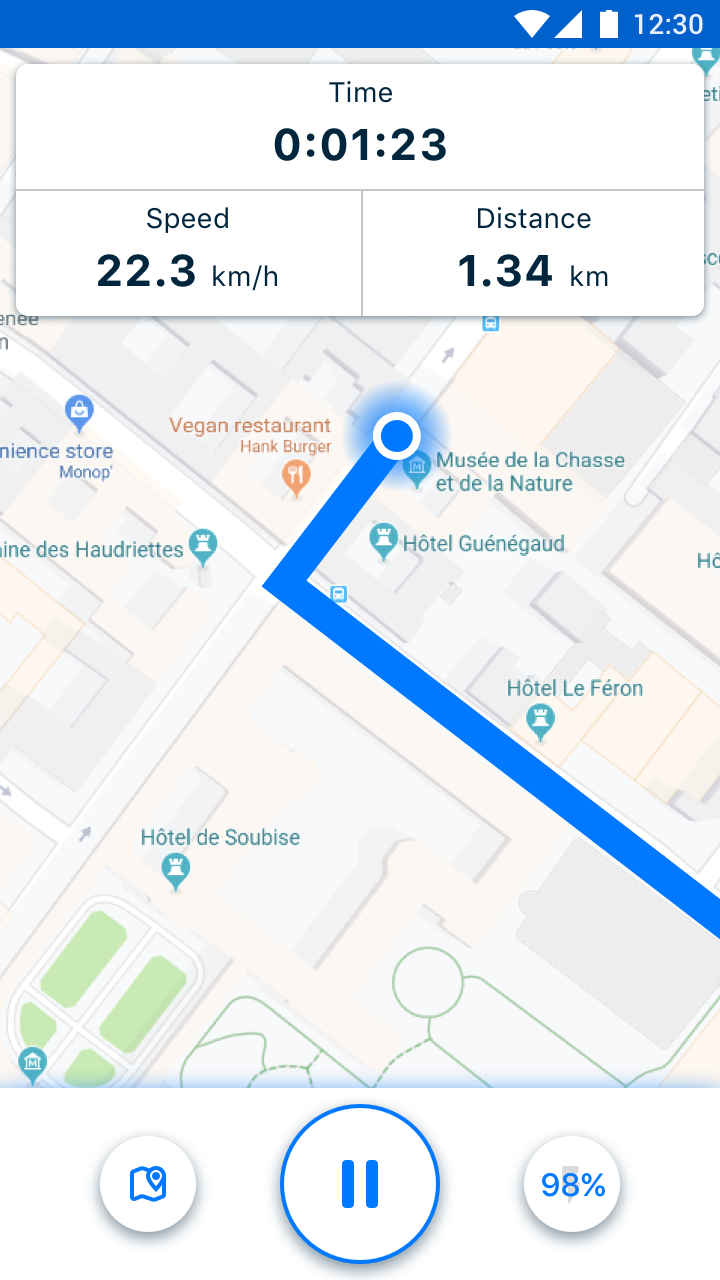 12:30
Time
0:01:23
Speed
22.3 km/h
Distance
1.34 km
Vegan restaurant
Hank Burger
nience store
Monop'
Musée de la Chasse
et de la Nature
aine des Haudriettes
Hôtel Guénégaud
Hô
Hôtel Le Féron
Hôtel de Soubise
98%